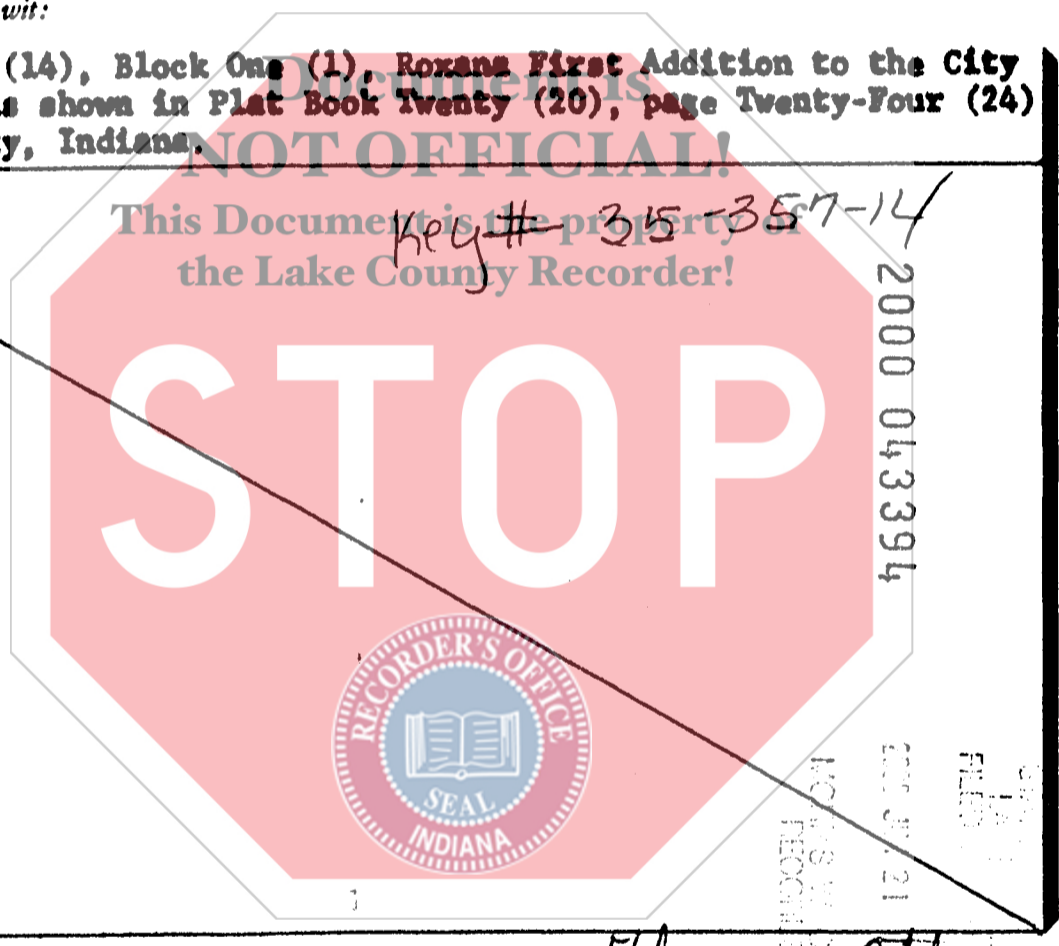 wit:
(14), Block One (1), Roxana First Addition to the City
s shown in Plat Book Twenty (20), page Twenty-Four (24)
y, Indiana.
Document is
NOT OFFICIAL!
This Document is the property of
the Lake County Recorder!
Key# 35-357-14
2000 043394
STOP
RECORDER'S OFFICE
SEAL
INDIANA
FILED
21